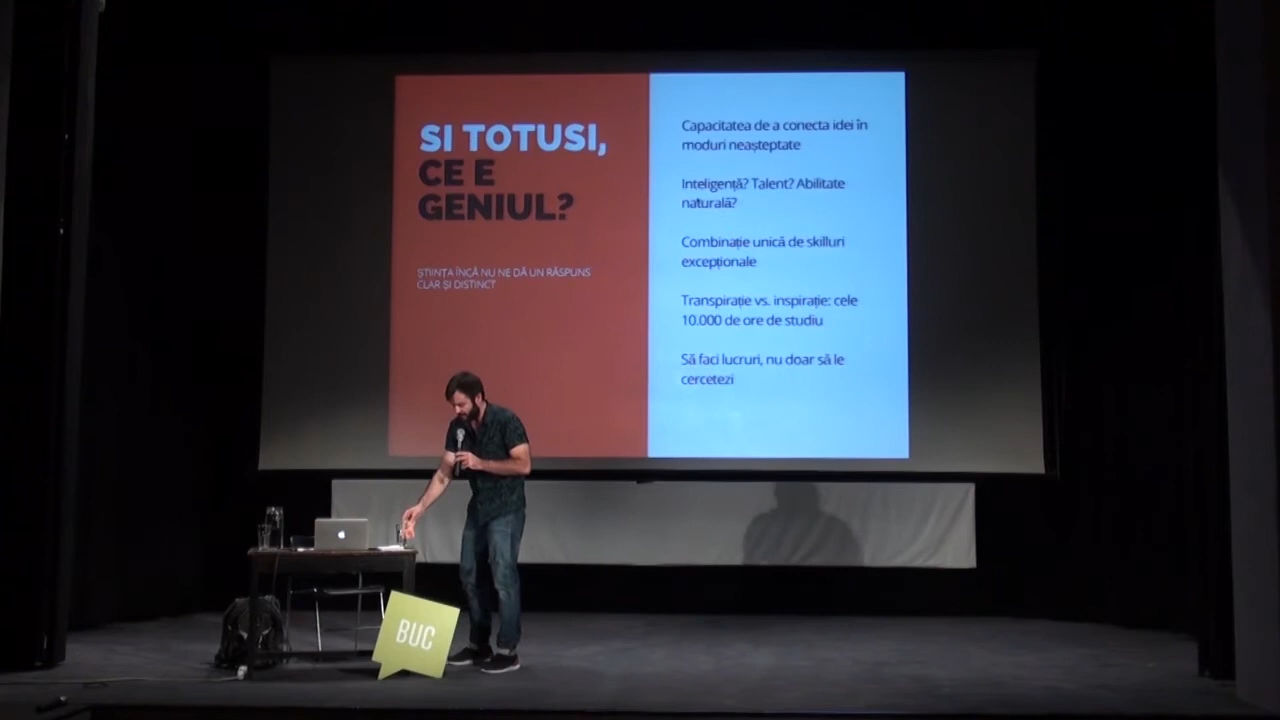 SI TOTUSI,
CE E
GENIUL?
ȘTIINȚA ÎNCĂ NU NE DĂ UN RĂSPUNS
CLAR ȘI DISTINCT
Capacitatea de a conecta idei în
moduri neașteptate
Inteligență? Talent? Abilitate
naturală?
Combinație unică de skilluri
excepționale
Transpirație vs. inspirație: cele
10.000 de ore de studiu
Să faci lucruri, nu doar să le
cercetezi
BUC